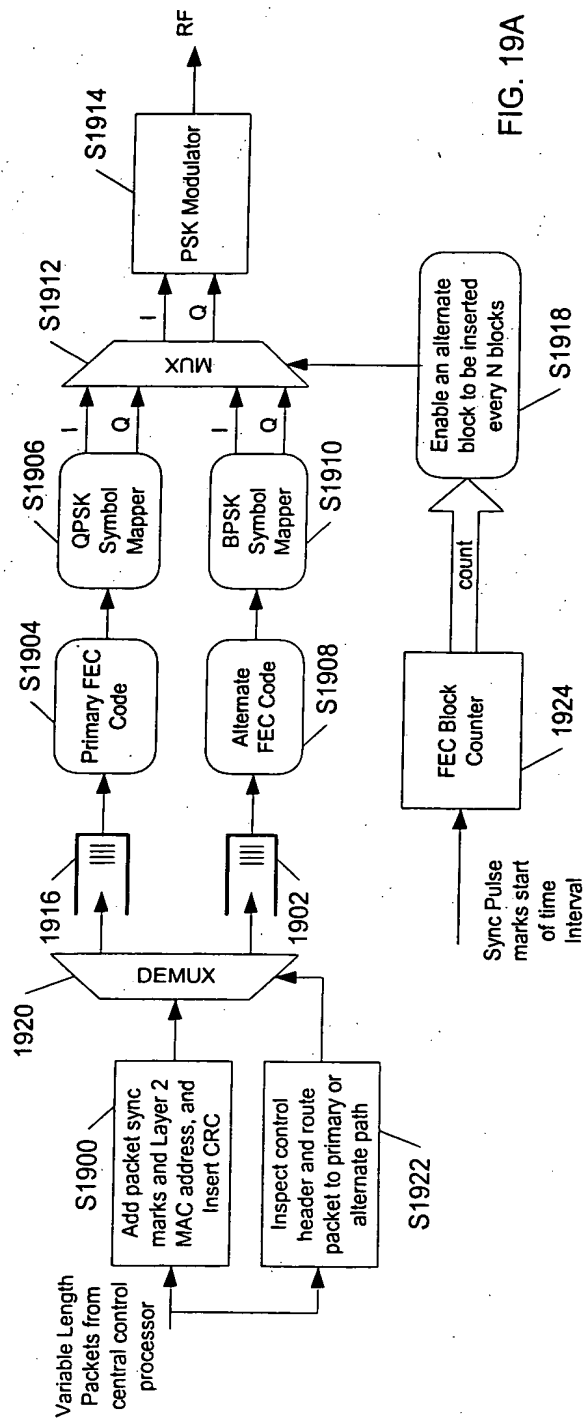 Variable Length
Packets from
central control
processor
S1900
Add packet sync
marks and Layer 2
MAC address, and
Insert CRC
Inspect control
header and route
packet to primary or
alternate path
S1922
1920
DEMUX
1916
1902
S1904
Primary FEC
Code
Alternate
FEC Code
S1908
S1906
QPSK
Symbol
Mapper
BPSK
Symbol
Mapper
S1910
I
Q
I
Q
S1912
MUX
I
Q
S1914
PSK Modulator
RF
Sync Pulse
marks start
of time
Interval
FEC Block
Counter
1924
count
Enable an alternate
block to be inserted
every N blocks
S1918
FIG. 19A